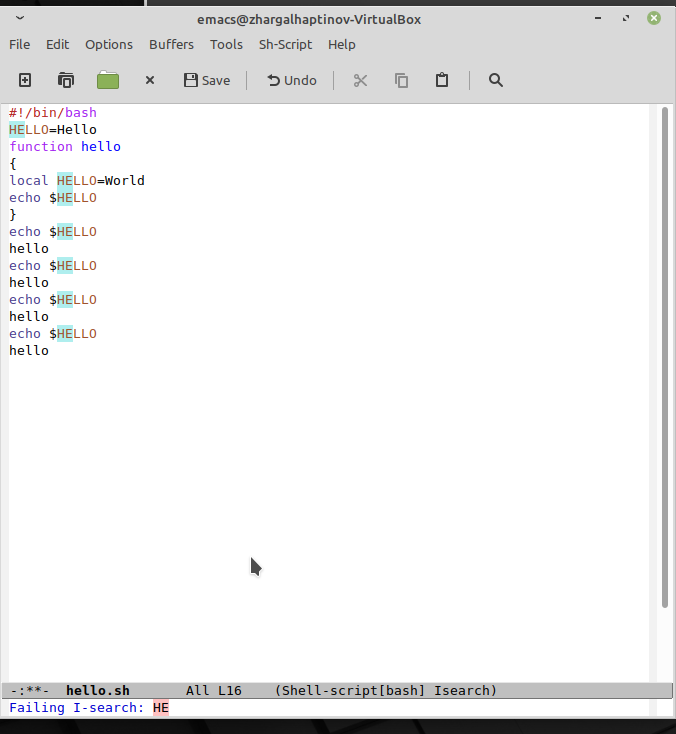 emacs@zhargalhaptinov-VirtualBox
File Edit Options Buffers Tools Sh-Script Help
Save Undo
#!/bin/bash
HELLO=Hello
function hello
{
local HELLO=World
echo $HELLO
}
echo $HELLO
hello
echo $HELLO
hello
echo $HELLO
hello
echo $HELLO
hello
-:**- hello.sh All L16 (Shell-script[bash] Isearch)
Failing I-search: HE